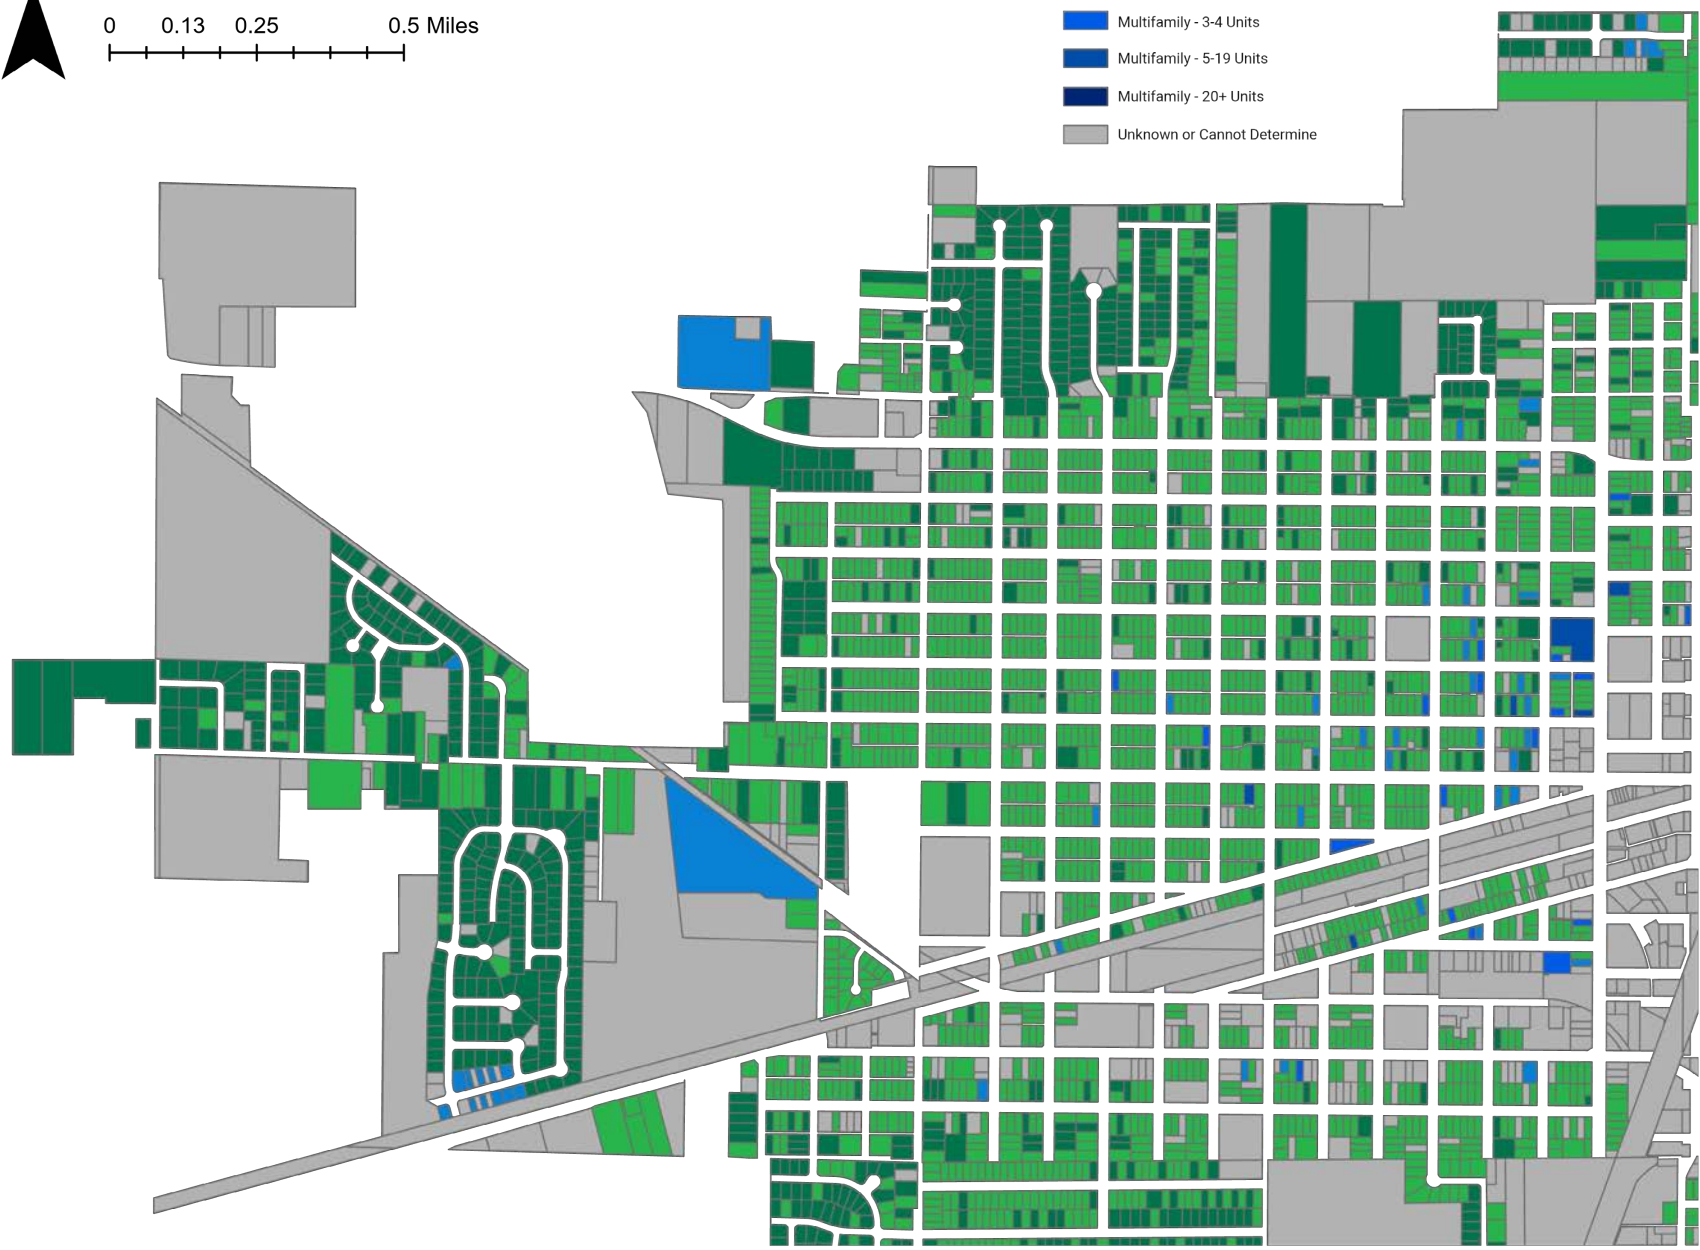 0 0.13 0.25 0.5 Miles
Multifamily - 3-4 Units
Multifamily - 5-19 Units
Multifamily - 20+ Units
Unknown or Cannot Determine